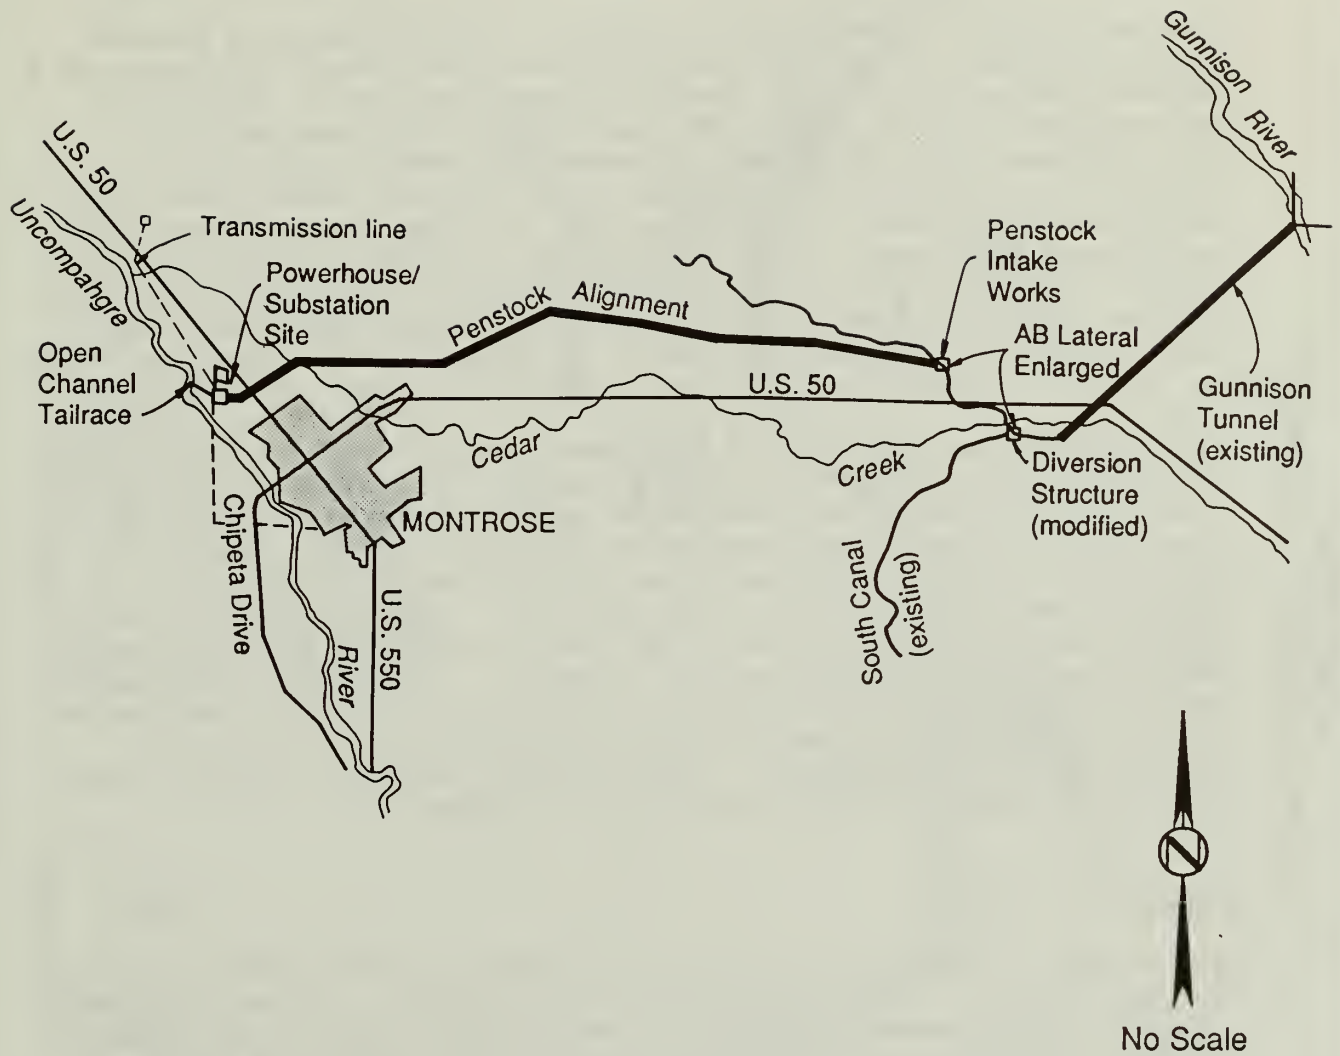 Gunnison
River
U.S. 50
Uncompahgre
Transmission line
Powerhouse/
Substation
Site
Open
Channel
Tailrace
Penstock
Alignment
Penstock
Intake
Works
AB Lateral
Enlarged
U.S. 50
Gunnison
Tunnel
(existing)
Cedar
Creek
Diversion
Structure
(modified)
MONTROSE
Chipeta Drive
River
U.S. 550
South Canal
(existing)
N
No Scale